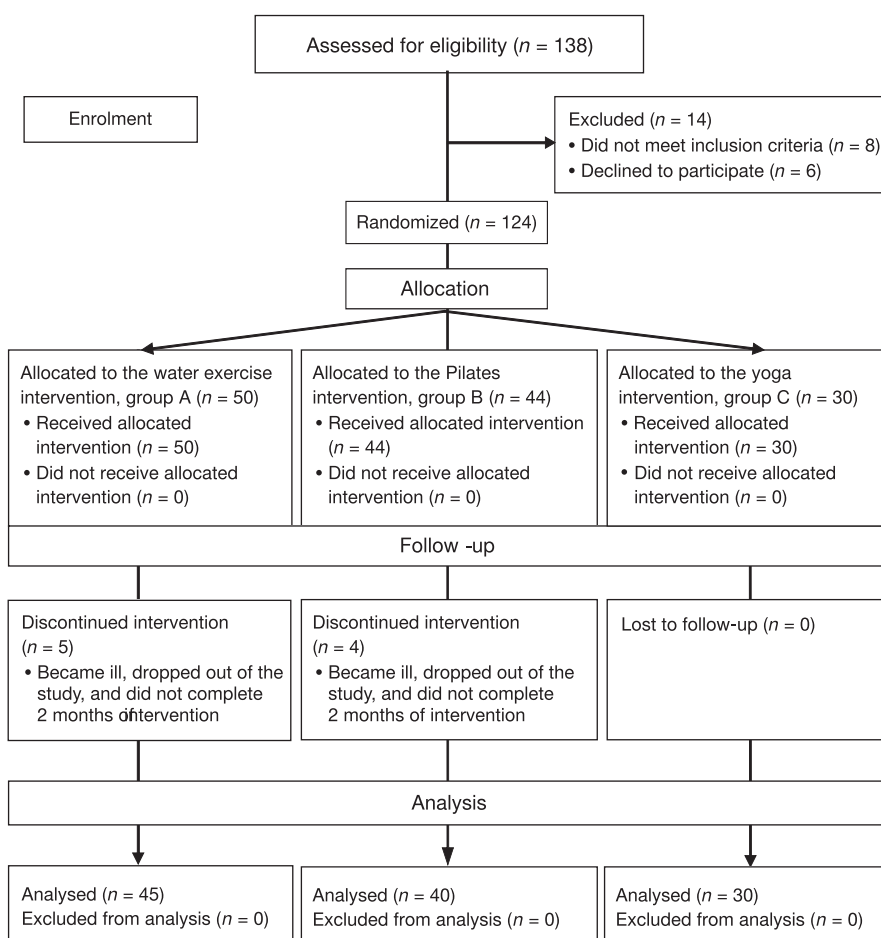 Assessed for eligibility (n = 138)
Enrolment
Excluded (n = 14)
• Did not meet inclusion criteria (n = 8)
• Declined to participate (n = 6)
Randomized (n = 124)
Allocation
Allocated to the water exercise
intervention, group A (n = 50)
• Received allocated
intervention (n = 50)
• Did not receive allocated
intervention (n = 0)
Allocated to the Pilates
intervention, group B (n = 44)
• Received allocated intervention
(n = 44)
• Did not receive allocated
intervention (n = 0)
Allocated to the yoga
intervention, group C (n = 30)
• Received allocated
intervention (n = 30)
• Did not receive allocated
intervention (n = 0)
Follow -up
Discontinued intervention
(n = 5)
• Became ill, dropped out of the
study, and did not complete
2 months of intervention
Discontinued intervention
(n = 4)
• Became ill, dropped out of the
study, and did not complete
2 months of intervention
Lost to follow-up (n = 0)
Analysis
Analysed (n = 45)
Excluded from analysis (n = 0)
Analysed (n = 40)
Excluded from analysis (n = 0)
Analysed (n = 30)
Excluded from analysis (n = 0)